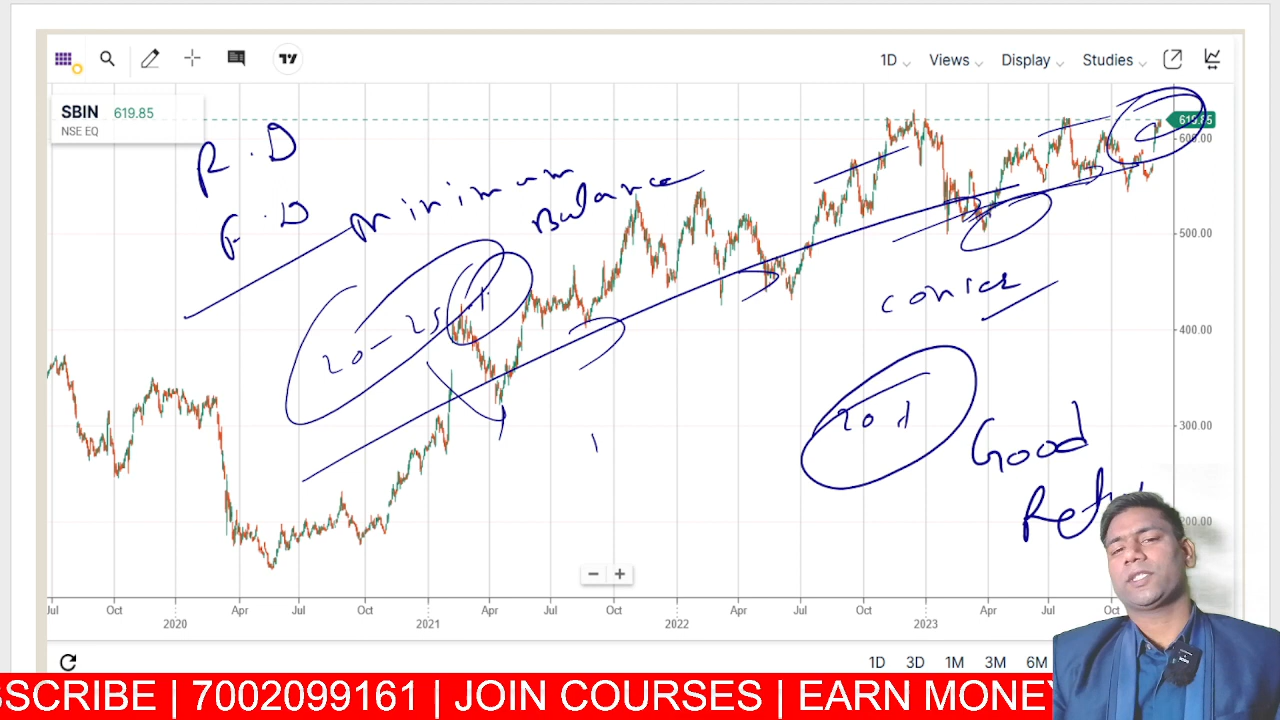 1D Views Display Studies
SBIN 619.85
NSE EQ
R.D
F.D
minimum
Balance
20-25%
20%
Good
619.85
600.00
500.00
400.00
300.00
200.00
Jul Oct Apr Jul Oct Apr Jul Oct Apr Jul Oct Apr Jul Oct
2020 2021 2022 2023
1D 3D 1M 3M 6M
SCRIBE | 7002099161 | JOIN COURSES | EARN MONEY